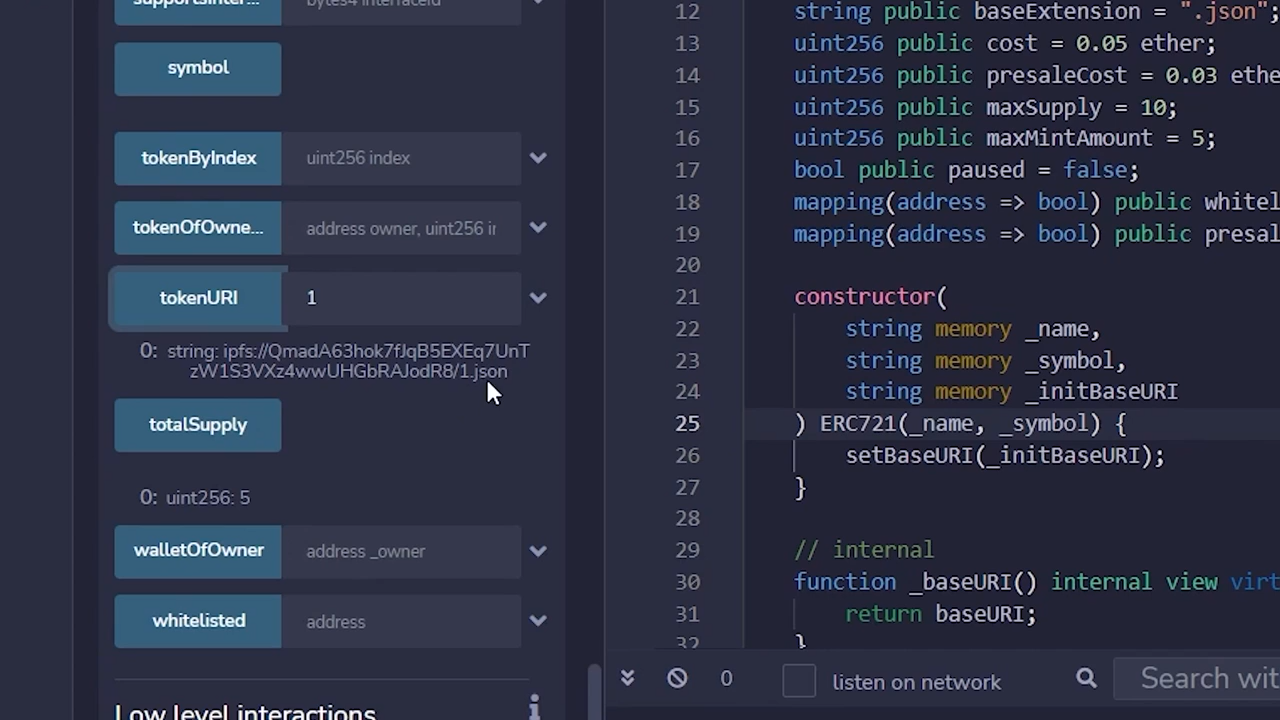 supportsInter...
bytes4 interfaceId
symbol
tokenByIndex
uint256 index
tokenOfOwne...
address owner, uint256 ir
tokenURI
1
0: string: ipfs://QmadA63hok7fJqB5EXEq7UnT
zW1S3VXz4wwUHGbRAJodR8/1.json
totalSupply
0: uint256: 5
walletOfOwner
address _owner
whitelisted
address
Low level interactions
12 string public baseExtension = ".json";
13 uint256 public cost = 0.05 ether;
14 uint256 public presaleCost = 0.03 ethe
15 uint256 public maxSupply = 10;
16 uint256 public maxMintAmount = 5;
17 bool public paused = false;
18 mapping(address => bool) public whitel
19 mapping(address => bool) public presal
20
21 constructor(
22 string memory _name,
23 string memory _symbol,
24 string memory _initBaseURI
25 ) ERC721(_name, _symbol) {
26 setBaseURI(_initBaseURI);
27 }
28
29 // internal
30 function _baseURI() internal view virt
31 return baseURI;
32 }
0
listen on network
Search wit